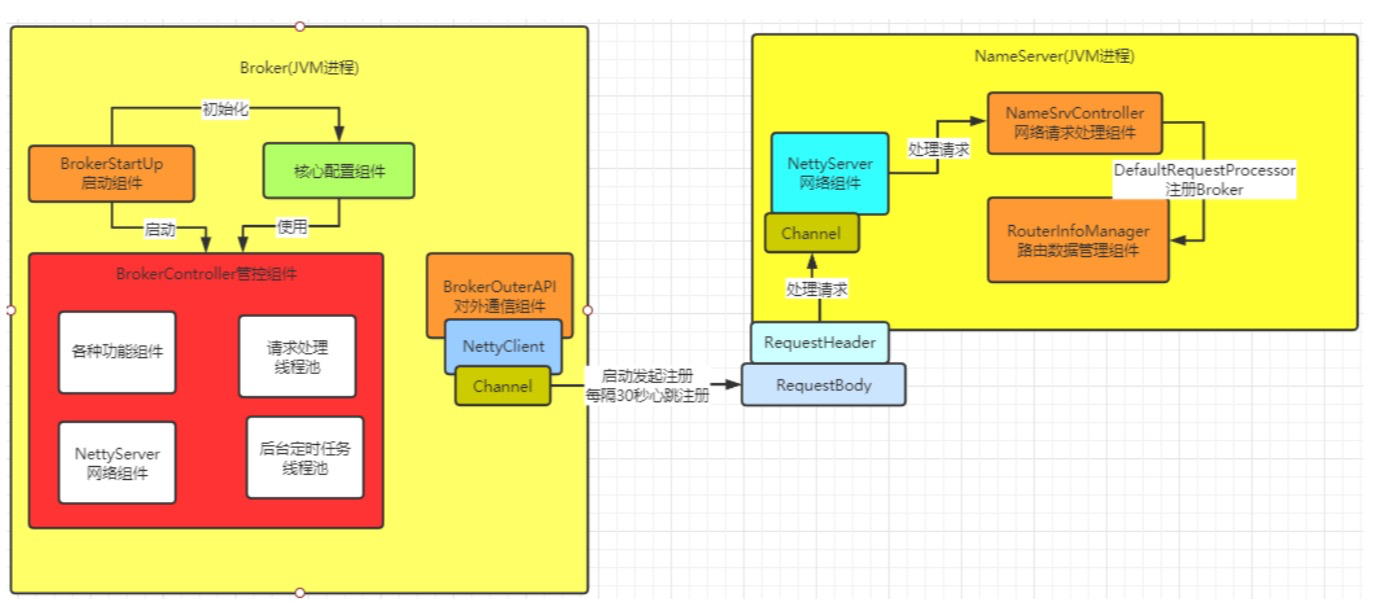 Broker(JVM进程)
初始化
BrokerStartUp
启动组件
核心配置组件
启动
使用
BrokerController管控组件
各种功能组件
请求处理
线程池
NettyServer
网络组件
后台定时任务
线程池
BrokerOuterAPI
对外通信组件
NettyClient
Channel
启动发起注册
每隔30秒心跳注册
NameServer(JVM进程)
NameSrvController
网络请求处理组件
NettyServer
网络组件
处理请求
DefaultRequestProcessor
注册Broker
Channel
RouterInfoManager
路由数据管理组件
处理请求
RequestHeader
RequestBody